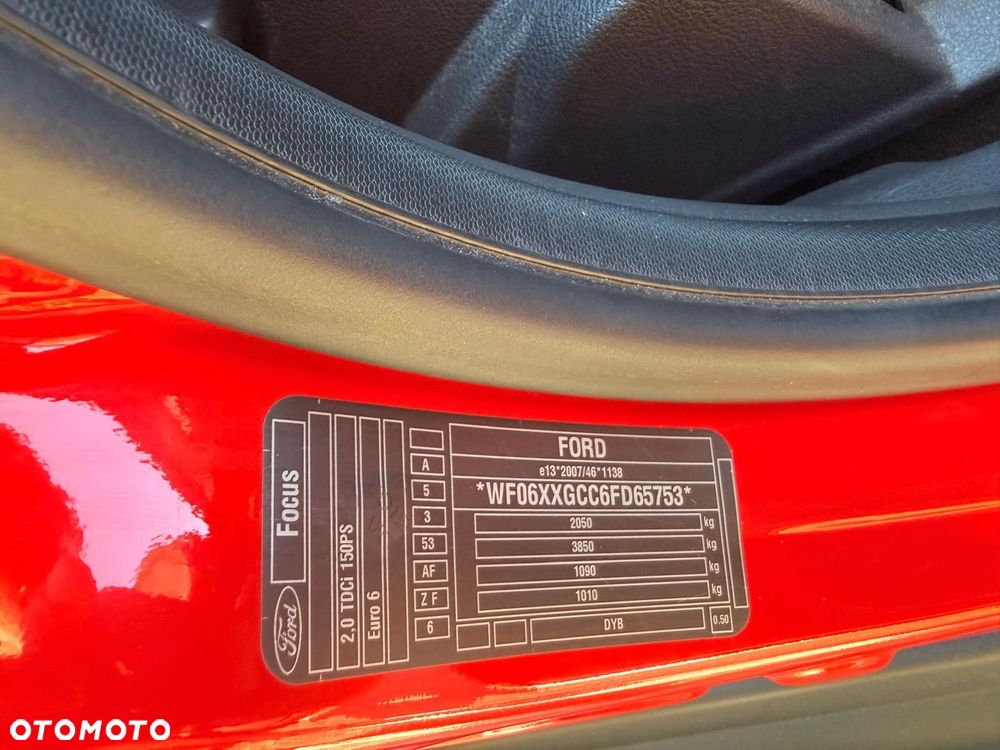 FORD
e13*2007/46*1138
*WF06XXGCC6FD65753*
2050 kg
3850 kg
1090 kg
1010 kg
DYB
0.50
A
5
3
53
AF
Z F
6
Focus
Ford
2,0 TDCi 150PS
Euro 6
OTOMOTO